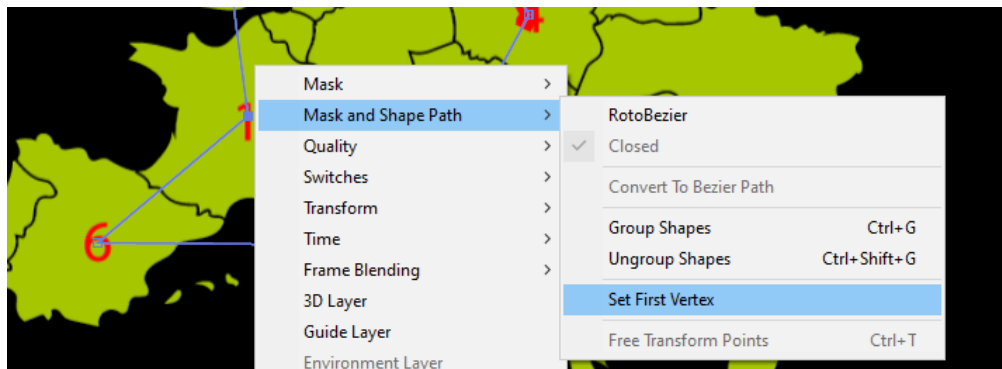 4
1
6
Mask
Mask and Shape Path
Quality
Switches
Transform
Time
Frame Blending
3D Layer
Guide Layer
Environment Layer
RotoBezier
Closed
Convert To Bezier Path
Group Shapes Ctrl+G
Ungroup Shapes Ctrl+Shift+G
Set First Vertex
Free Transform Points Ctrl+T